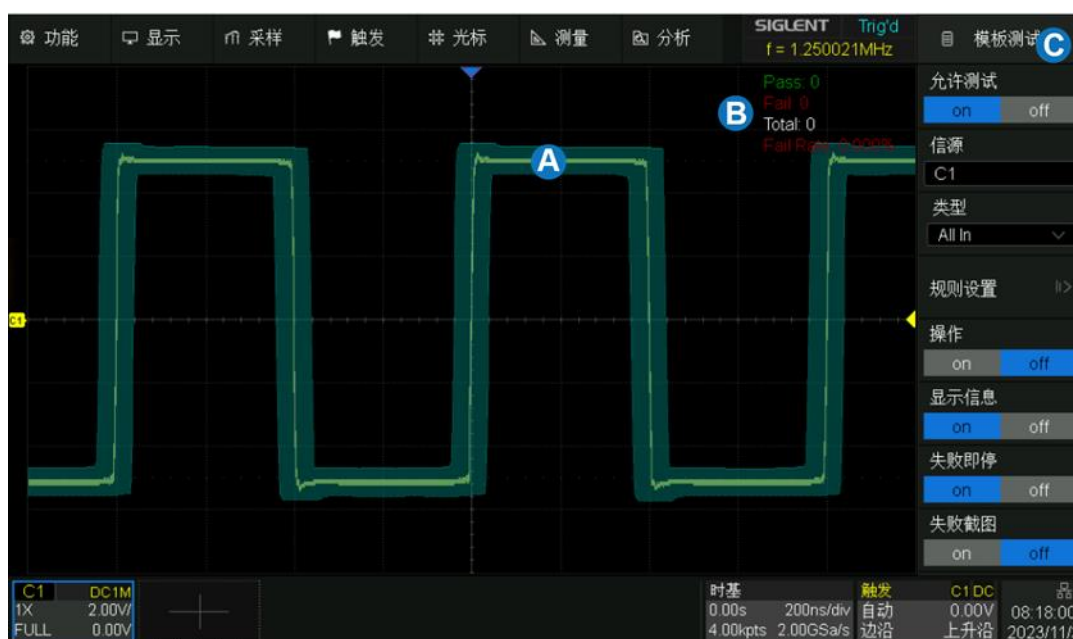 功能 显示 采样 触发 光标 测量 分析
SIGLENT Trig'd
f = 1.250021MHz
模板测试
C
Pass: 0
Fail: 0
Total: 0
B
A
允许测试
on off
信源
C1
类型
All In
规则设置
操作
on off
显示信息
on off
失败即停
on off
失败截图
on off
C1
C1 DC1M
1X 2.00V/
FULL 0.00V
时基
0.00s 200ns/div
4.00kpts 2.00GSa/s
触发 C1 DC
自动 0.00V
边沿 上升沿
08:18:00
2023/11/